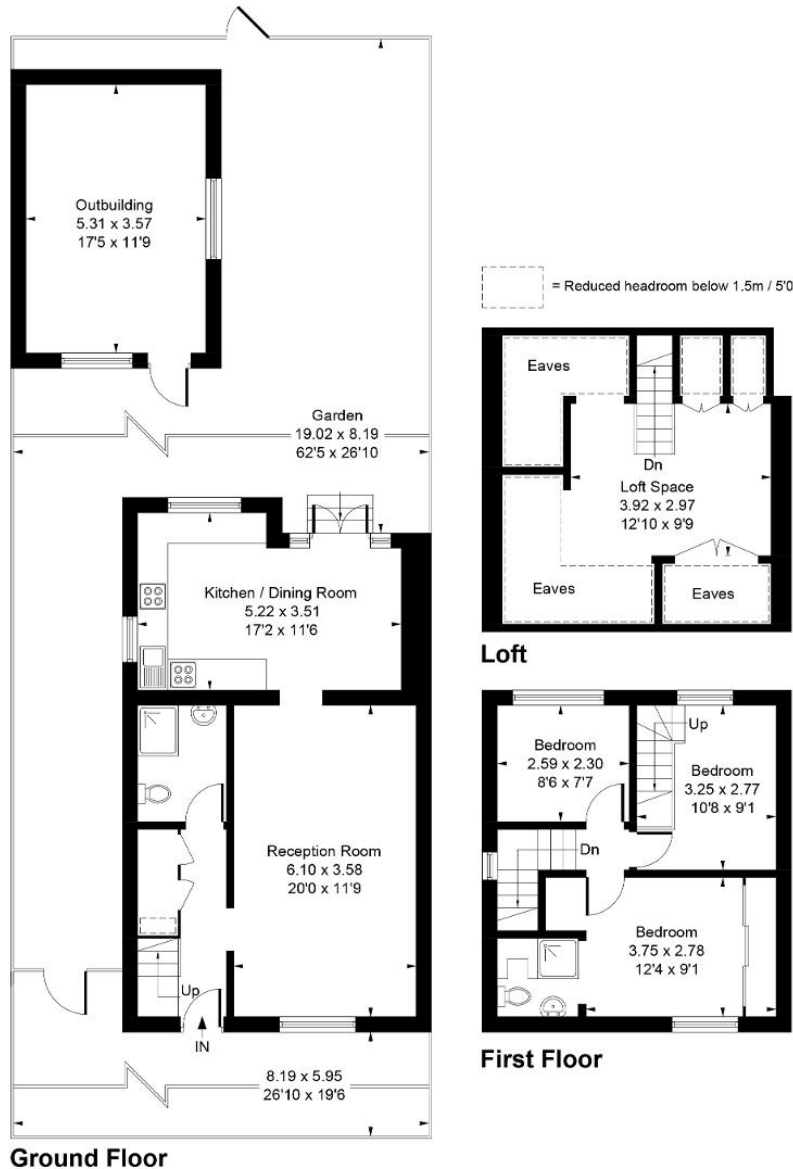 Outbuilding
5.31 x 3.57
17'5 x 11'9
Garden
19.02 x 8.19
62'5 x 26'10
Kitchen / Dining Room
5.22 x 3.51
17'2 x 11'6
Reception Room
6.10 x 3.58
20'0 x 11'9
Up
IN
8.19 x 5.95
26'10 x 19'6
Ground Floor
= Reduced headroom below 1.5m / 5'0
Eaves
Dn
Loft Space
3.92 x 2.97
12'10 x 9'9
Eaves
Eaves
Loft
Up
Bedroom
2.59 x 2.30
8'6 x 7'7
Bedroom
3.25 x 2.77
10'8 x 9'1
Dn
Bedroom
3.75 x 2.78
12'4 x 9'1
First Floor